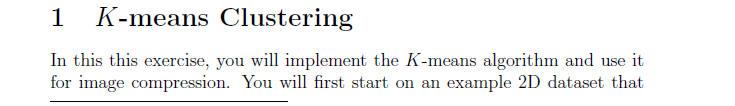 1 K-means Clustering
In this this exercise, you will implement the K-means algorithm and use it
for image compression. You will first start on an example 2D dataset that